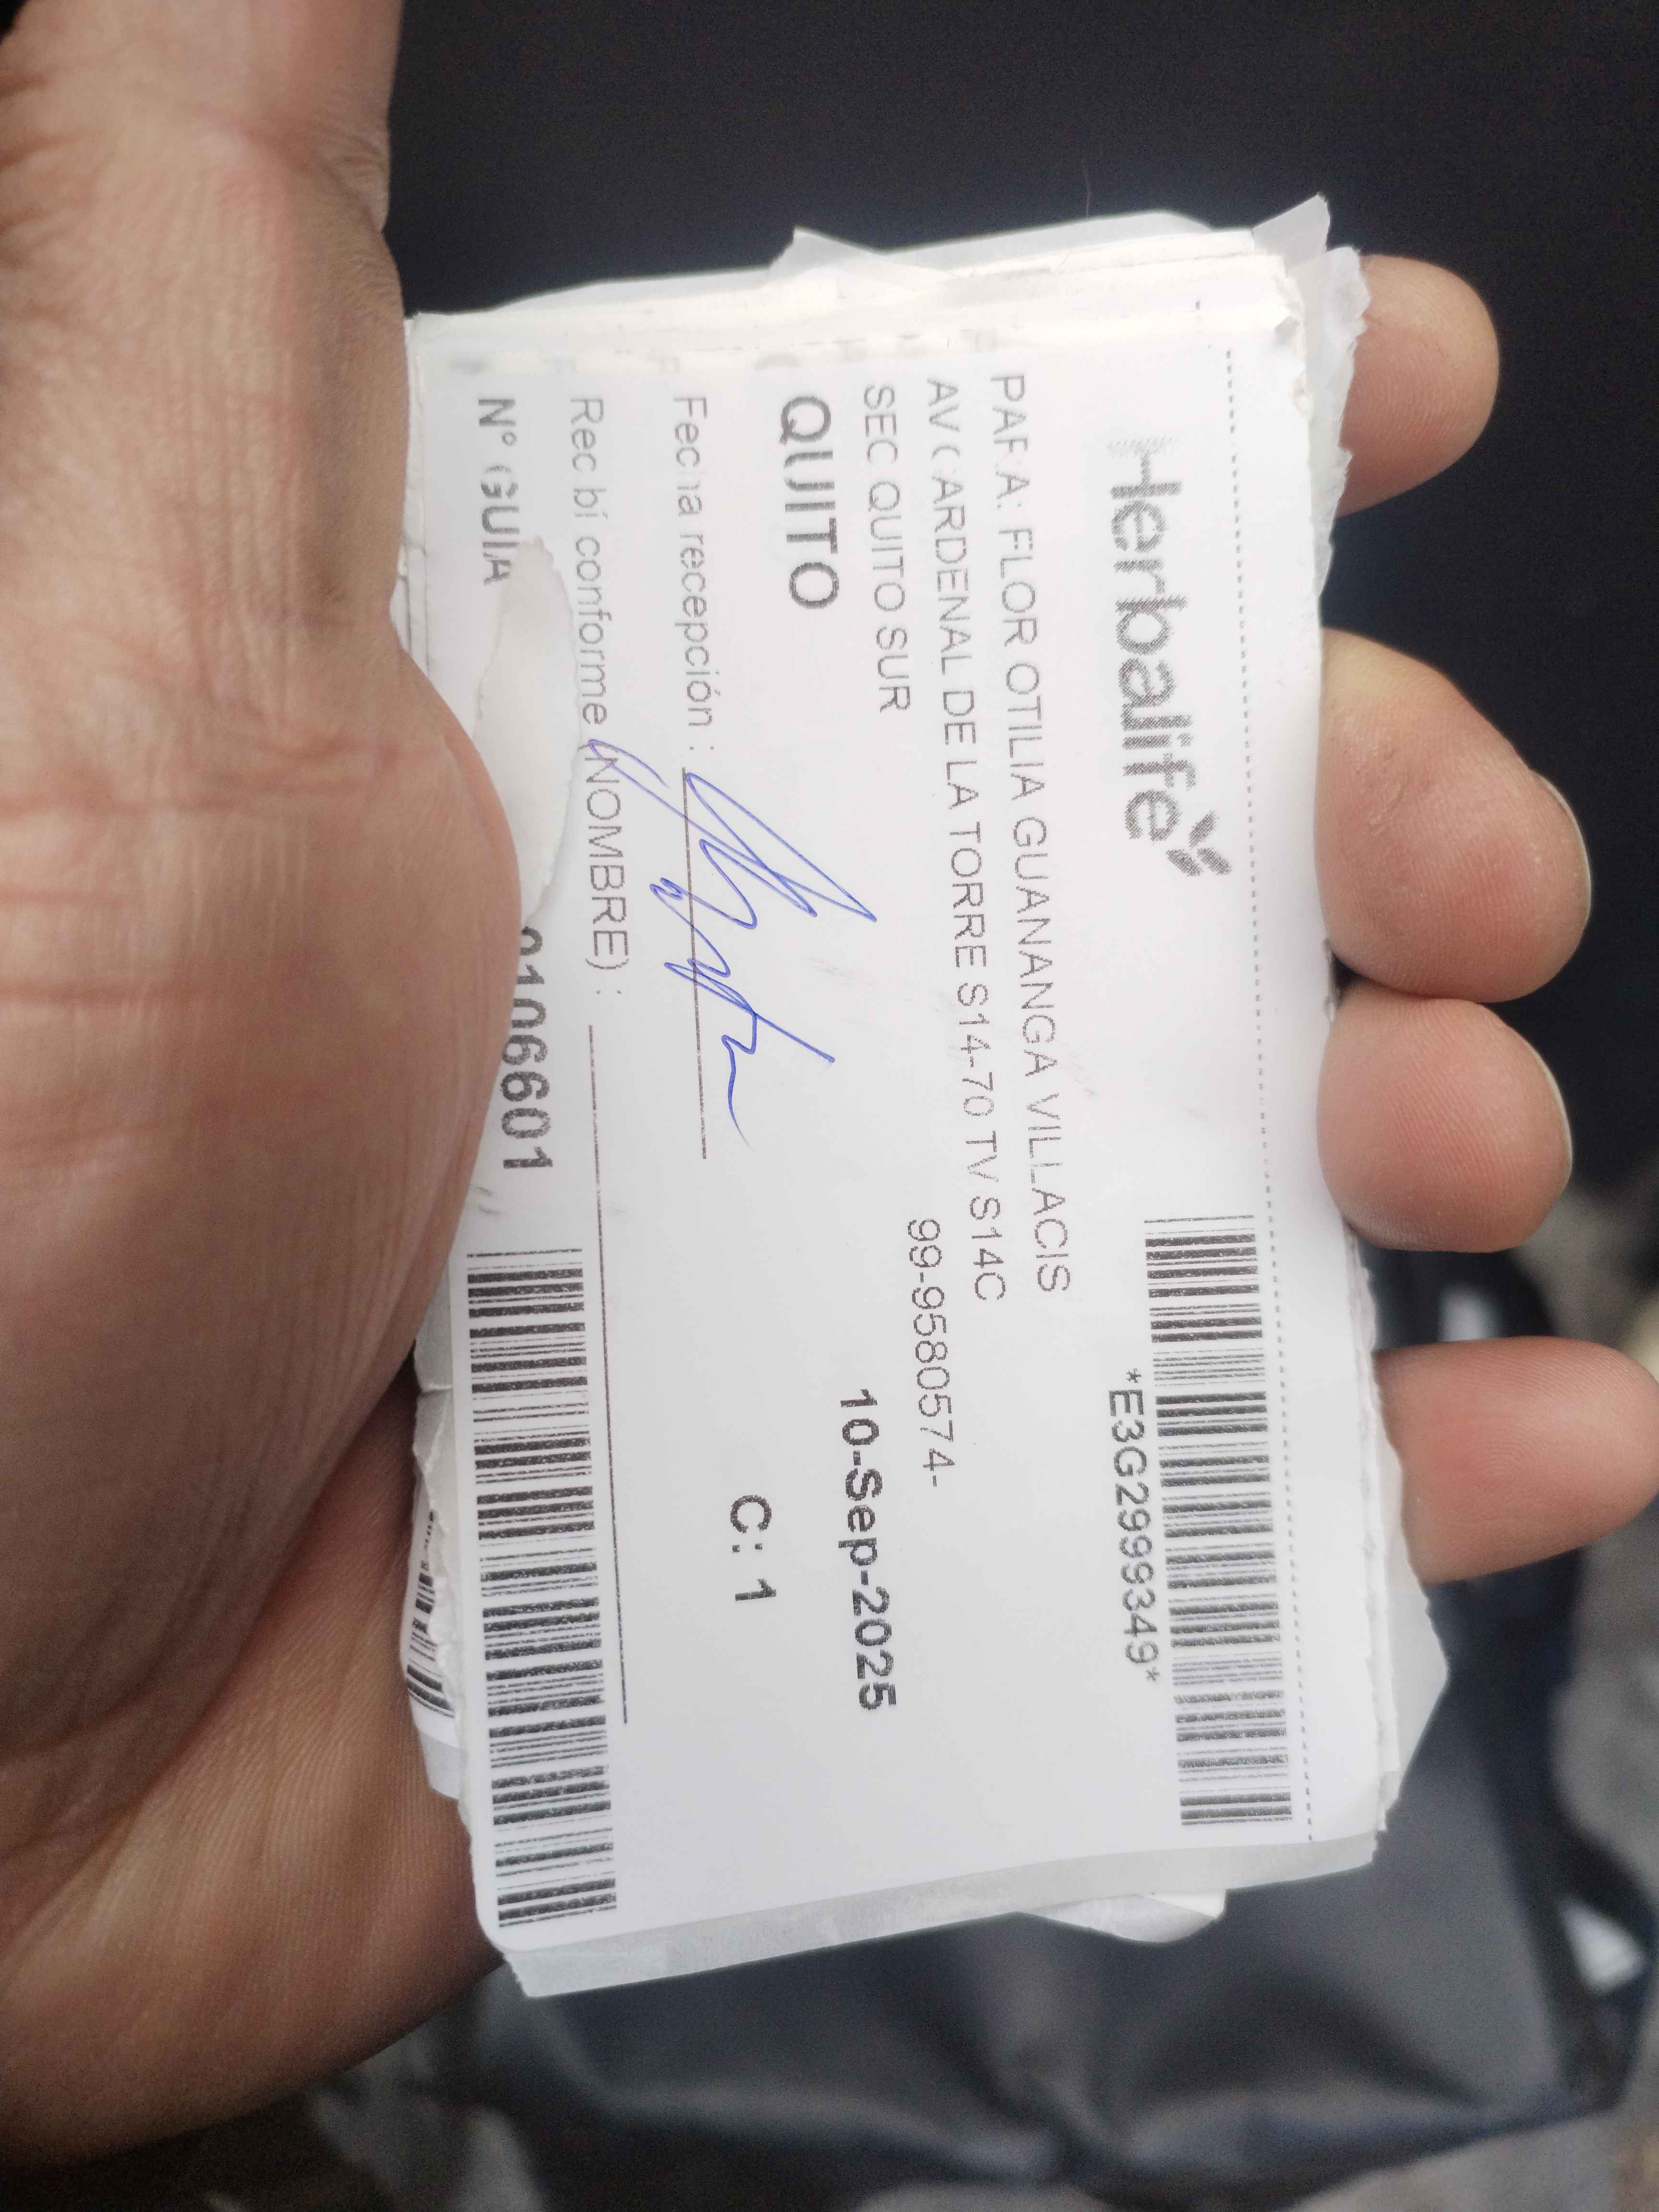 Herbalife
*E3G2999349*
PARA: FLOR OTILIA GUANANGA VILLACIS
AV CARDENAL DE LA TORRE S14-70 TV S14C
SEC QUITO SUR 99-9580574-
QUITO 10-Sep-2025
Fecha recepción :
C: 1
Recibí conforme (NOMBRE) :
N° GUIA 0106601